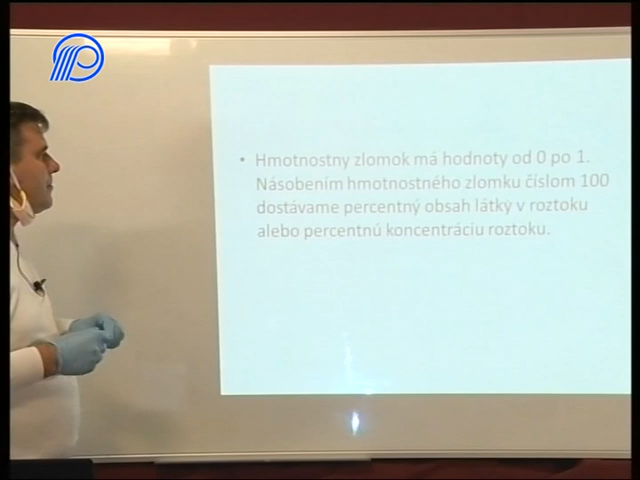 • Hmotnostny zlomok má hodnoty od 0 po 1.
Násobením hmotnostného zlomku číslom 100
dostávame percentný obsah látky v roztoku
alebo percentnú koncentráciu roztoku.